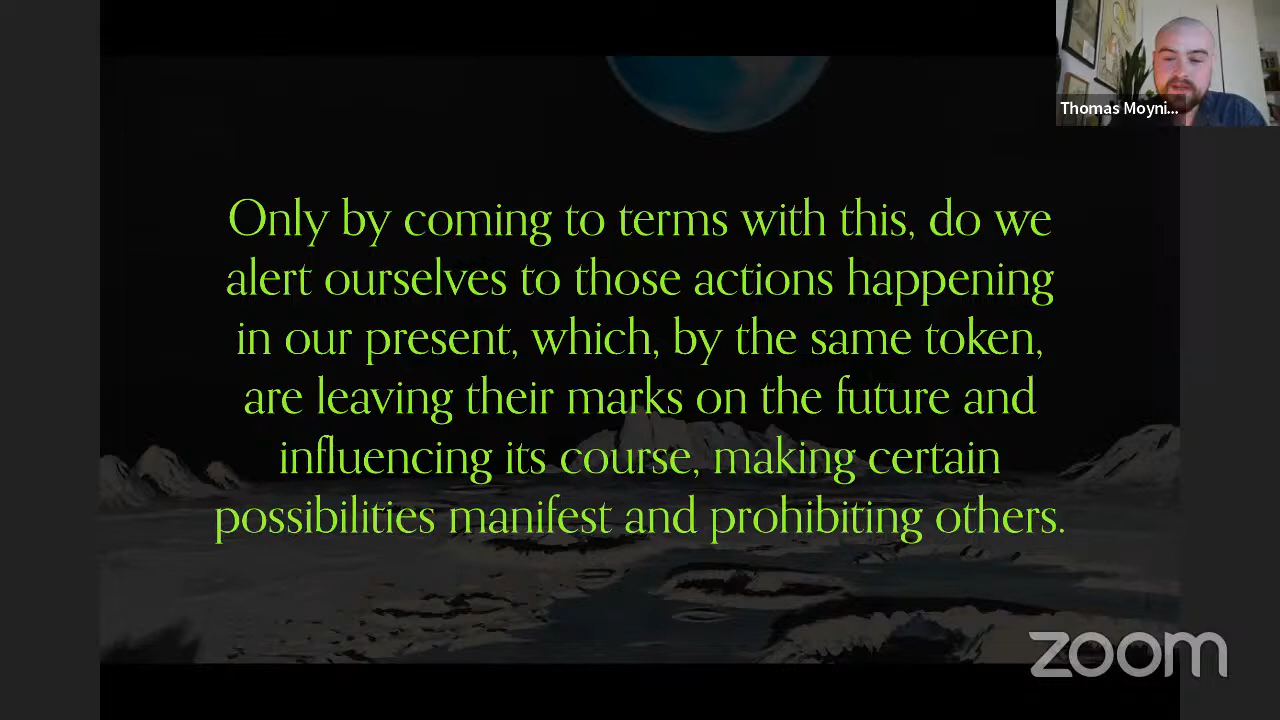 Thomas Moyni...
Only by coming to terms with this, do we
alert ourselves to those actions happening
in our present, which, by the same token,
are leaving their marks on the future and
influencing its course, making certain
possibilities manifest and prohibiting others.
zoom